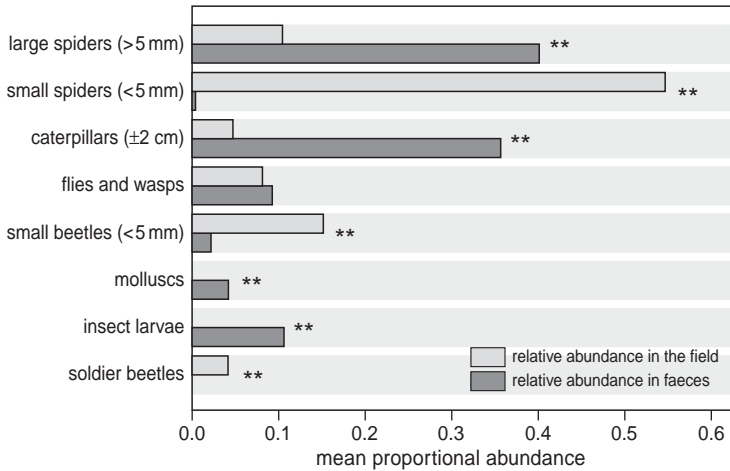 large spiders (>5 mm)
**
small spiders (<5 mm)
**
caterpillars (±2 cm)
**
flies and wasps
small beetles (<5 mm)
**
molluscs
**
insect larvae
**
relative abundance in the field
soldier beetles
**
relative abundance in faeces
0.0 0.1 0.2 0.3 0.4 0.5 0.6
mean proportional abundance